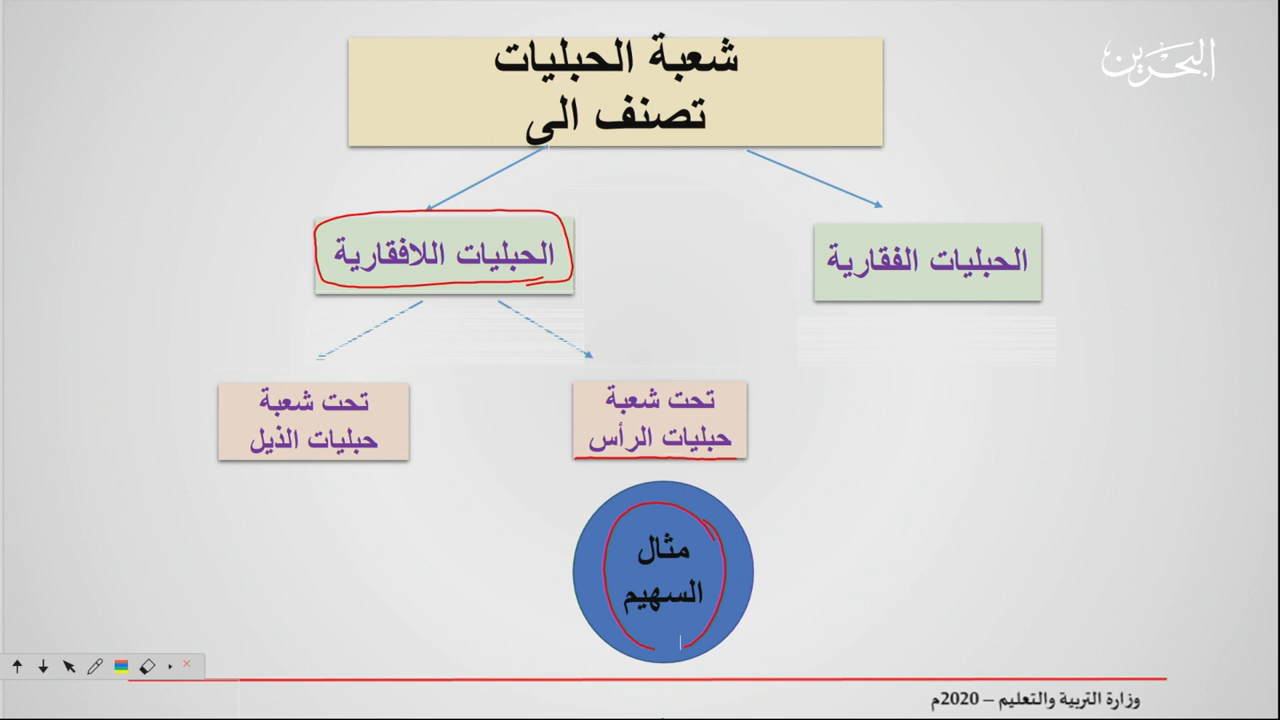 البحرين
شعبة الحبليات
تصنف الى
الحبليات الفقارية
الحبليات اللافقارية
تحت شعبة
حبليات الرأس
تحت شعبة
حبليات الذيل
مثال
السهيم
وزارة التربية والتعليم – 2020م